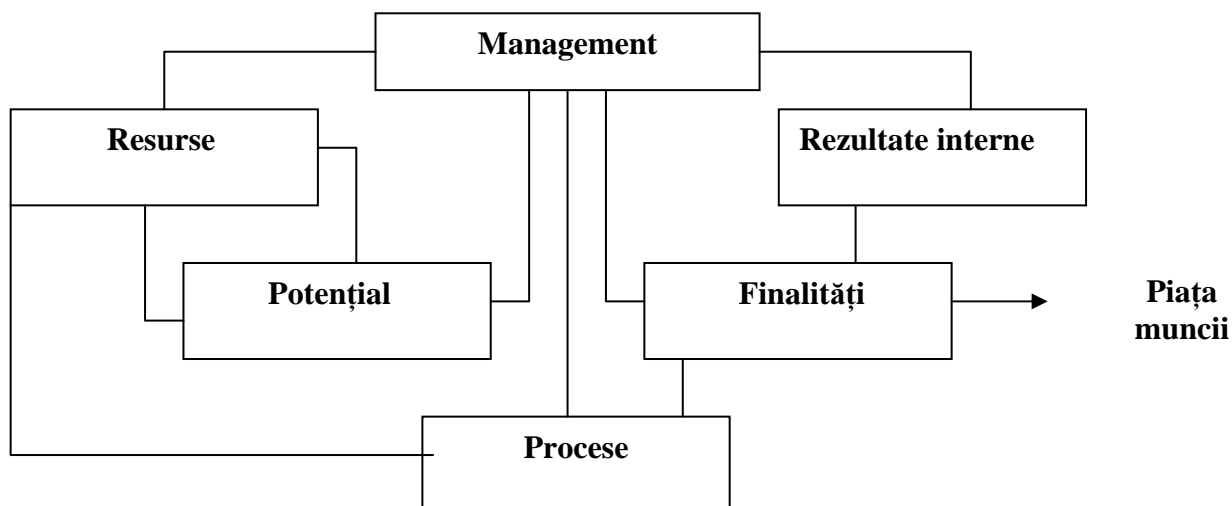 Management
Resurse
Rezultate interne
Potențial
Finalități
Piața
muncii
Procese